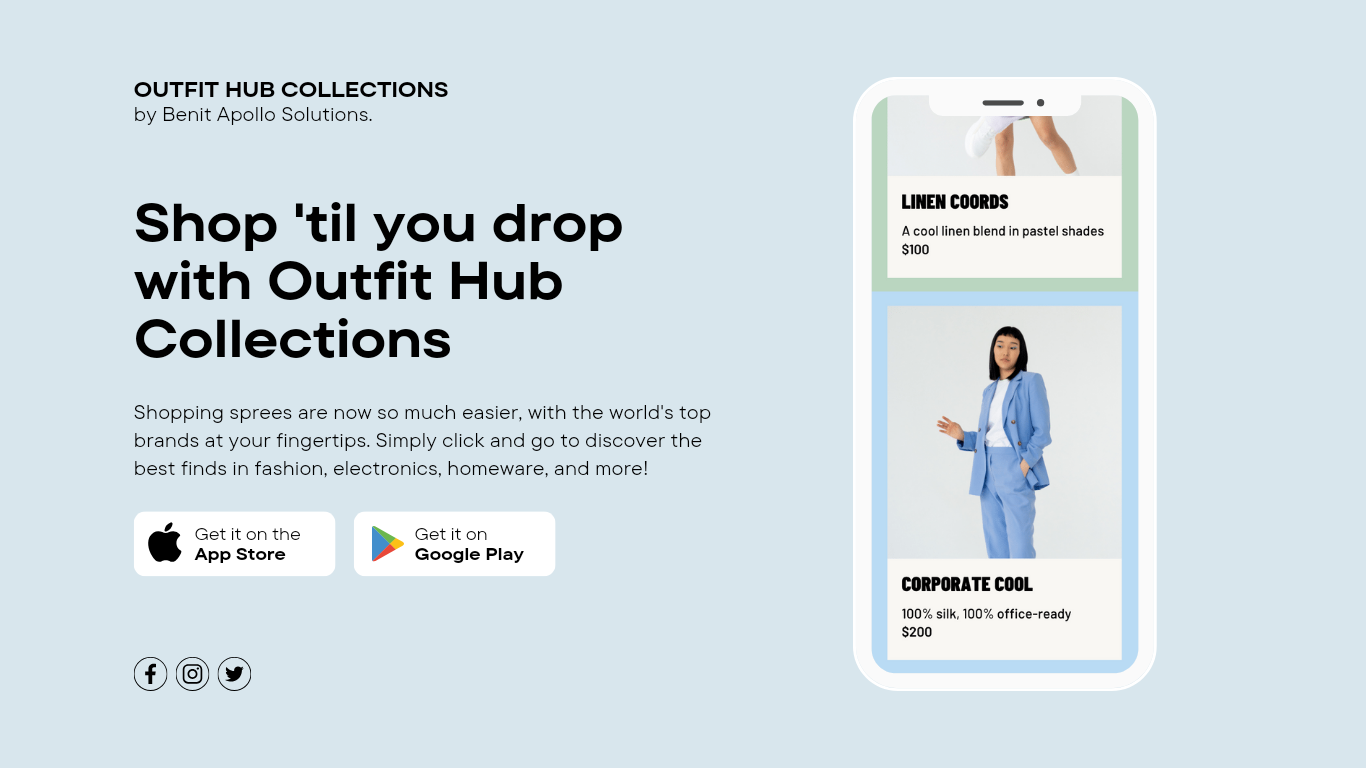 OUTFIT HUB COLLECTIONS
by Benit Apollo Solutions.
Shop 'til you drop
with Outfit Hub
Collections
Shopping sprees are now so much easier, with the world's top
brands at your fingertips. Simply click and go to discover the
best finds in fashion, electronics, homeware, and more!
Get it on the
App Store
Get it on
Google Play
LINEN COORDS
A cool linen blend in pastel shades
$100
CORPORATE COOL
100% silk, 100% office-ready
$200